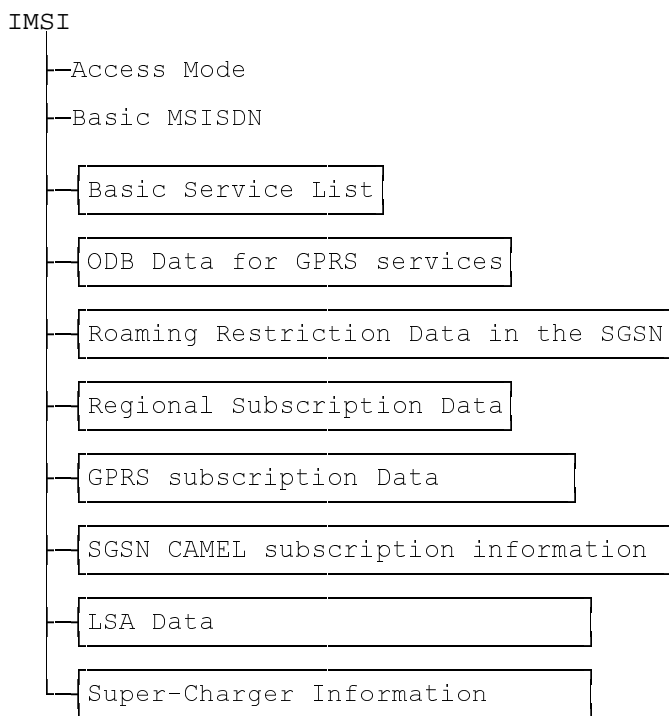 IMSI
Access Mode
Basic MSISDN
Basic Service List
ODB Data for GPRS services
Roaming Restriction Data in the SGSN
Regional Subscription Data
GPRS subscription Data
SGSN CAMEL subscription information
LSA Data
Super-Charger Information